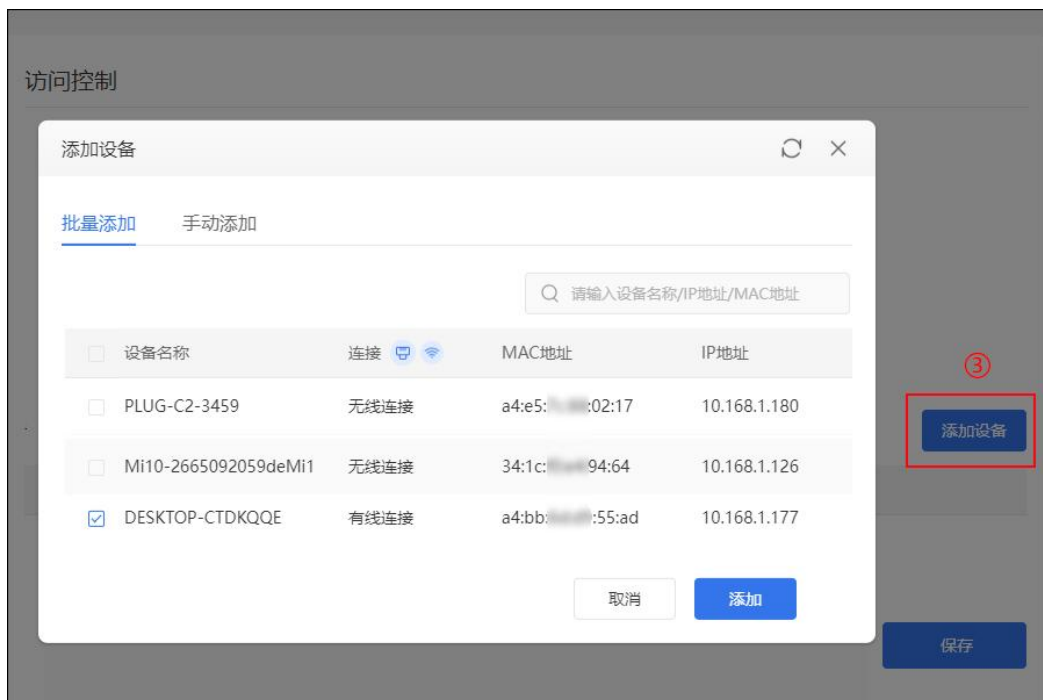 访问控制
添加设备
批量添加 手动添加
请输入设备名称/IP地址/MAC地址
设备名称 连接 MAC地址 IP地址
③
PLUG-C2-3459 无线连接 a4:e5: :02:17 10.168.1.180
添加设备
Mi10-2665092059deMi1 无线连接 34:1c: 94:64 10.168.1.126
DESKTOP-CTDKQQE 有线连接 a4:bb: :55:ad 10.168.1.177
取消 添加
保存